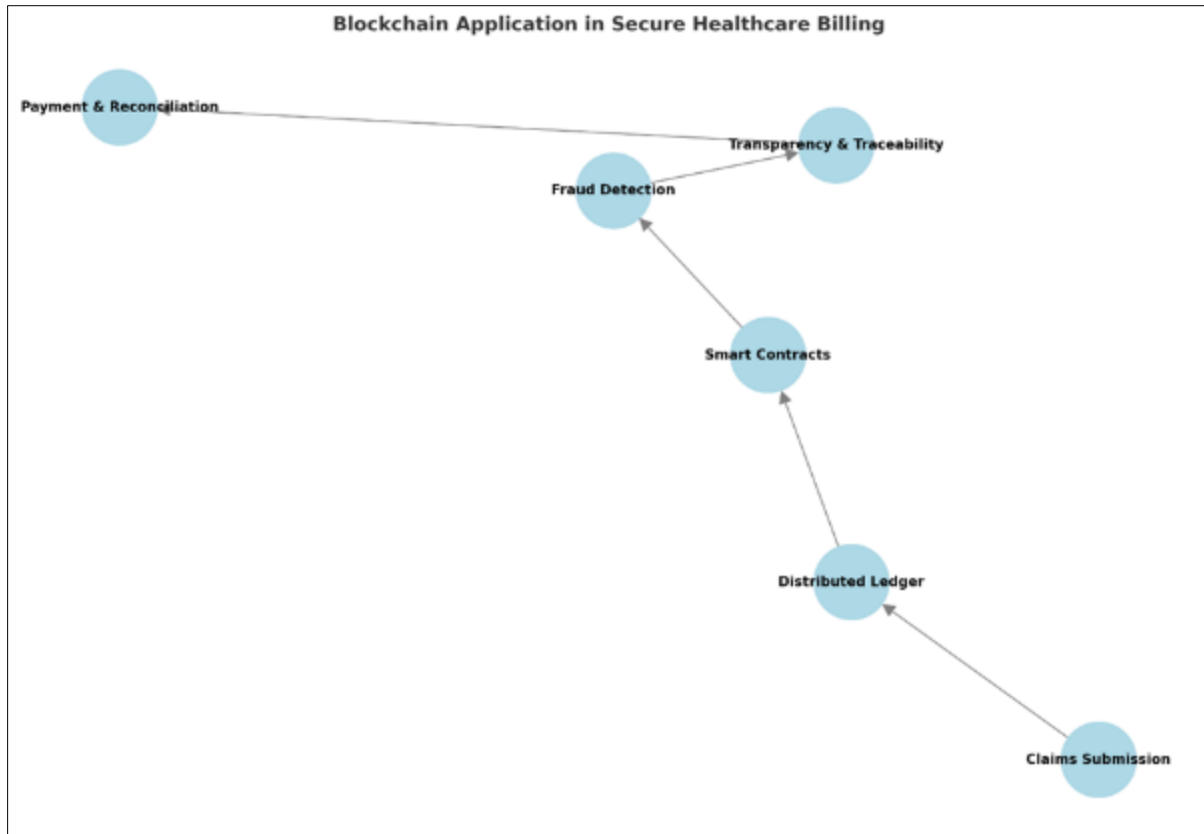 Blockchain Application in Secure Healthcare Billing
Payment & Reconciliation
Transparency & Traceability
Fraud Detection
Smart Contracts
Distributed Ledger
Claims Submission